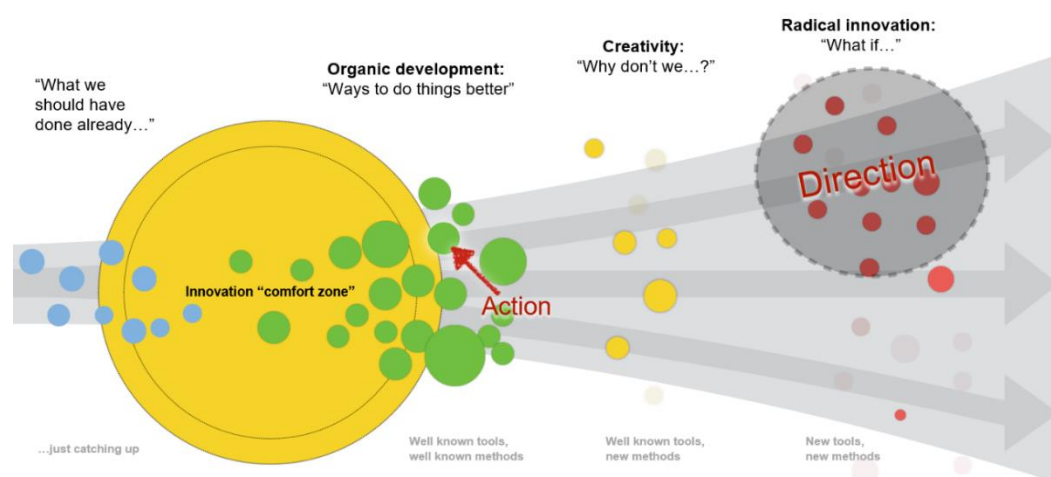 Radical innovation:
“What if…”
Creativity:
“Why don’t we…?”
Organic development:
“Ways to do things better”
“What we
should have
done already…”
Direction
Innovation “comfort zone”
Action
…just catching up
Well known tools,
well known methods
Well known tools,
new methods
New tools,
new methods